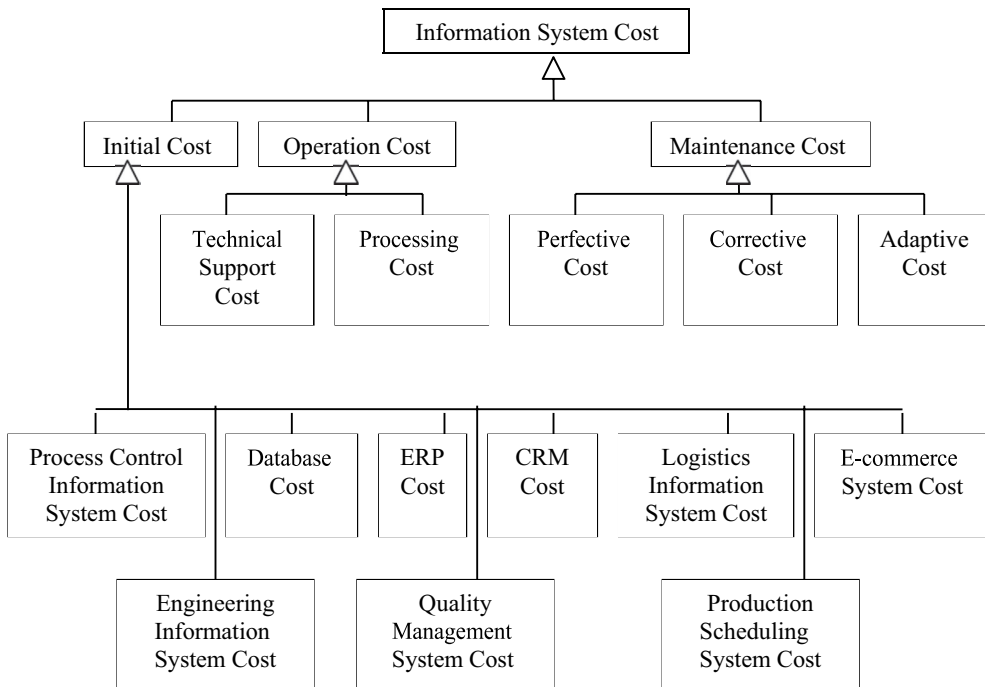 Information System Cost
Initial Cost
Operation Cost
Maintenance Cost
Technical
Support
Cost
Processing
Cost
Perfective
Cost
Corrective
Cost
Adaptive
Cost
Process Control
Information
System Cost
Database
Cost
ERP
Cost
CRM
Cost
Logistics
Information
System Cost
E-commerce
System Cost
Engineering
Information
System Cost
Quality
Management
System Cost
Production
Scheduling
System Cost